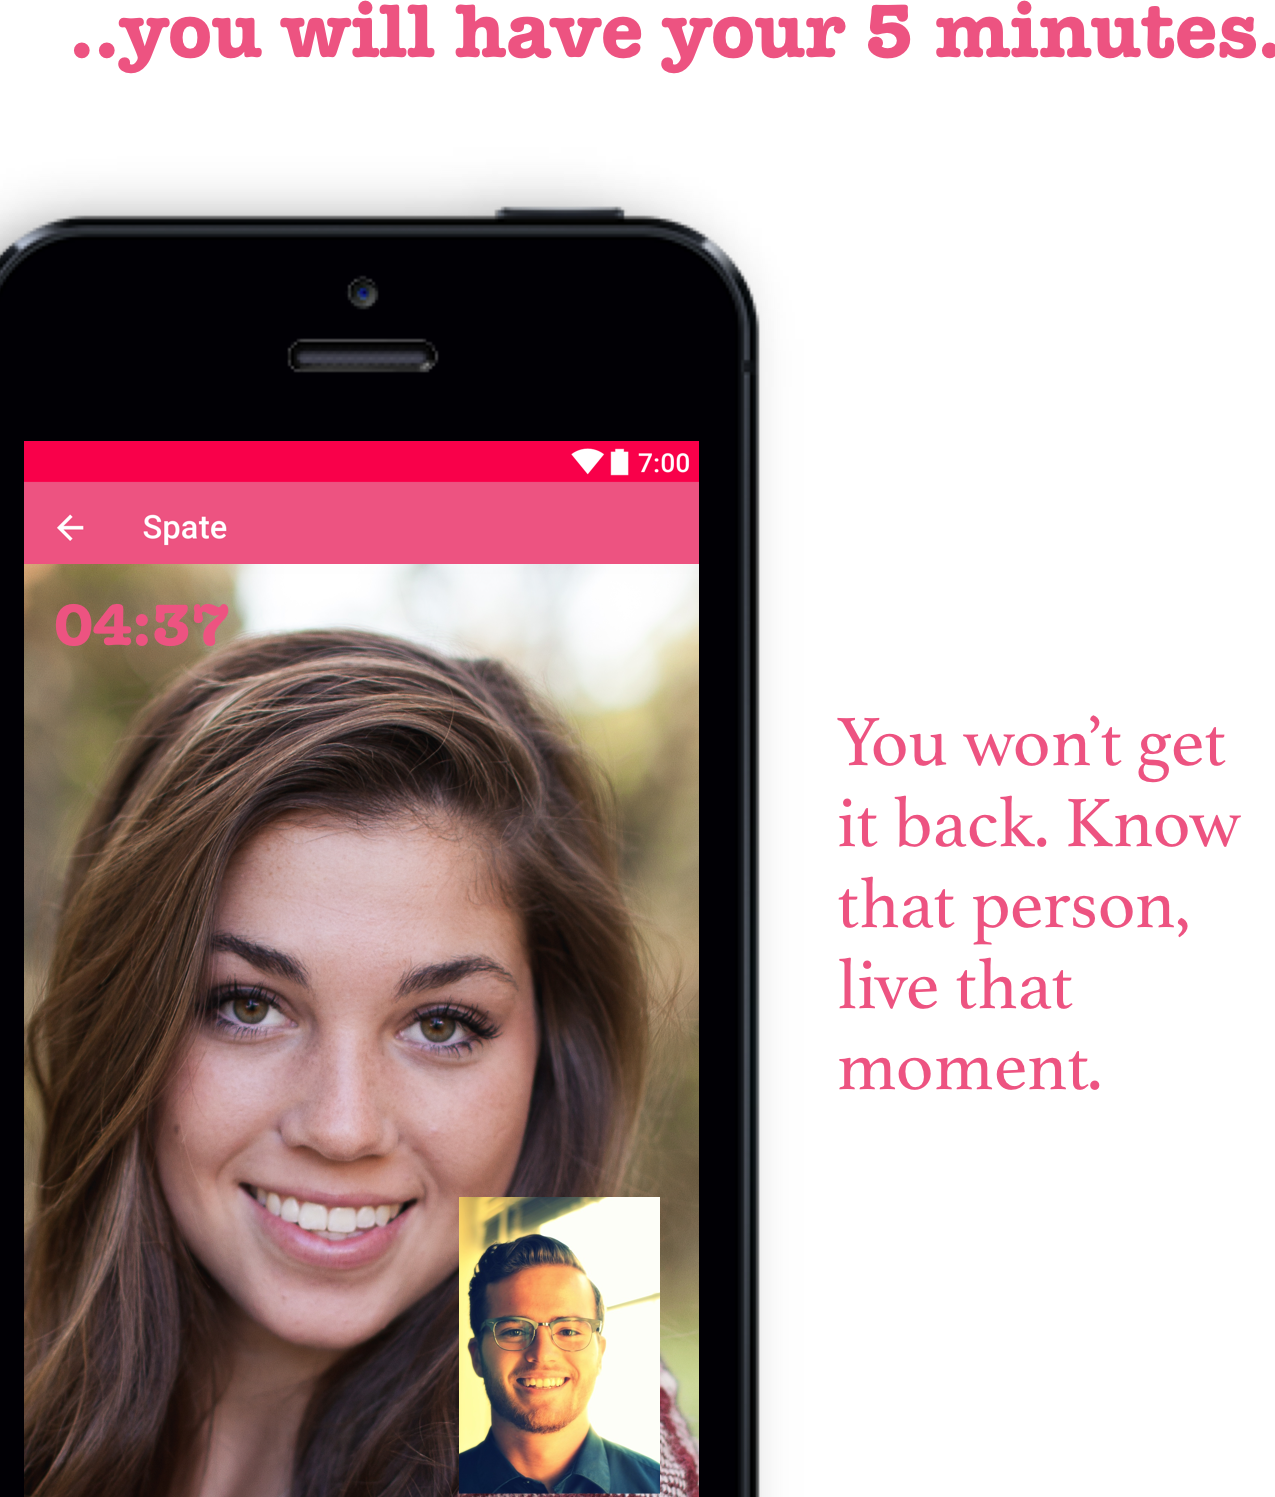 ..you will have your 5 minutes.
7:00
Spate
04:37
You won’t get
it back. Know
that person,
live that
moment.